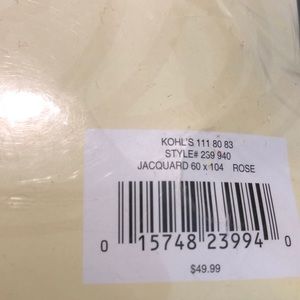 KOHL'S 111 80 83
STYLE# 239 940
JACQUARD 60 x 104 ROSE
0 15748 23994 0
$49.99